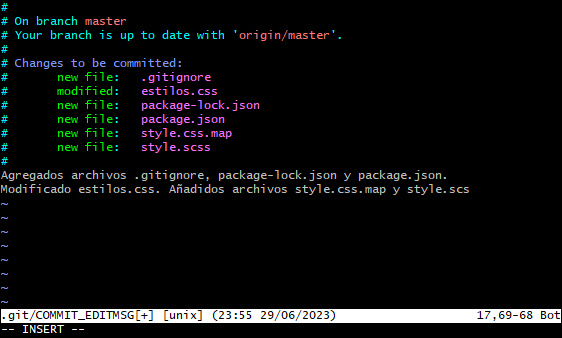 #
# On branch master
# Your branch is up to date with 'origin/master'.
#
# Changes to be committed:
#       new file:   .gitignore
#       modified:   estilos.css
#       new file:   package-lock.json
#       new file:   package.json
#       new file:   style.css.map
#       new file:   style.scss
#
Agregados archivos .gitignore, package-lock.json y package.json.
Modificado estilos.css. Añadidos archivos style.css.map y style.scs
~
~
~
~
~
~
~
~
.git/COMMIT_EDITMSG[+] [unix] (23:55 29/06/2023) 17,69-68 Bot
-- INSERT --